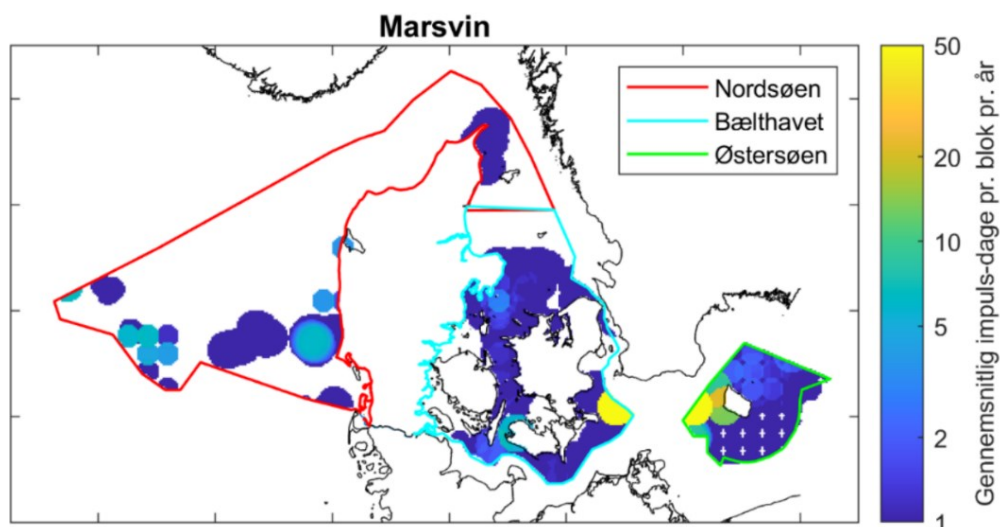 Marsvin
Nordsøen
Bælthavet
Østersøen
50
20
10
5
2
1
Gennemsnitlig impuls-dage pr. blok pr. år